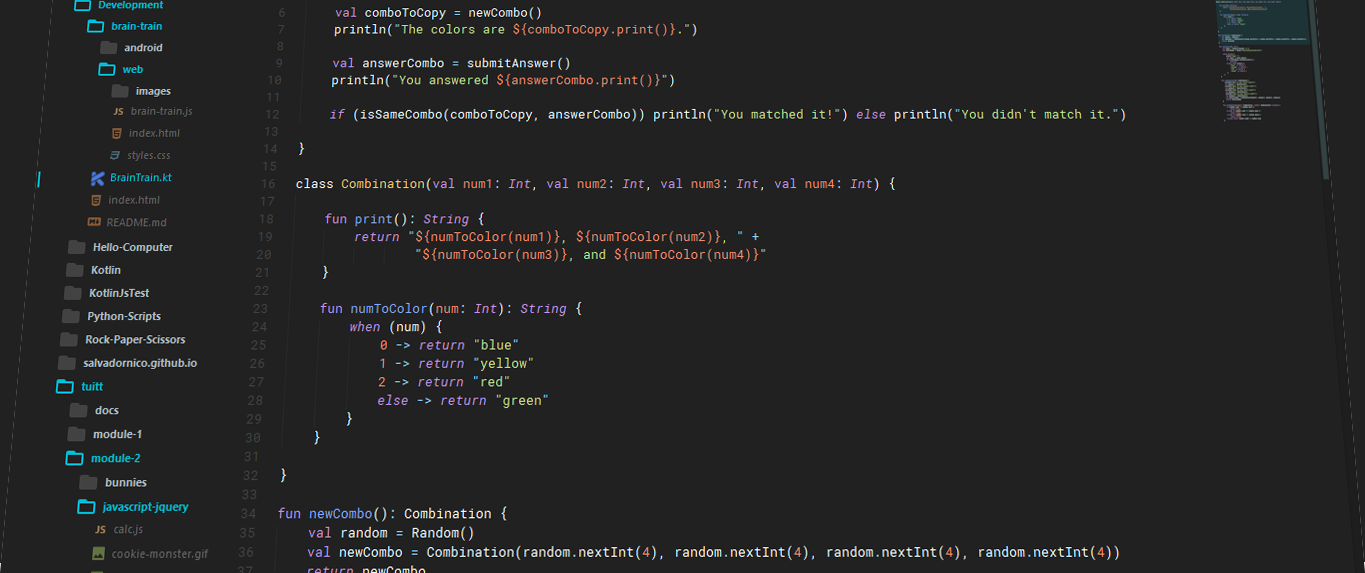 Development
brain-train
android
web
images
JS brain-train.js
index.html
styles.css
BrainTrain.kt
index.html
README.md
Hello-Computer
Kotlin
KotlinJsTest
Python-Scripts
Rock-Paper-Scissors
salvadornico.github.io
tuitt
docs
module-1
module-2
bunnies
javascript-jquery
JS calc.js
cookie-monster.gif
6 val comboToCopy = newCombo()
7 println("The colors are ${comboToCopy.print()}.")
8
9 val answerCombo = submitAnswer()
10 println("You answered ${answerCombo.print()}")
11
12 if (isSameCombo(comboToCopy, answerCombo)) println("You matched it!") else println("You didn't match it.")
13
14 }
15
16 class Combination(val num1: Int, val num2: Int, val num3: Int, val num4: Int) {
17
18 fun print(): String {
19 return "${numToColor(num1)}, ${numToColor(num2)}, " +
20 "${numToColor(num3)}, and ${numToColor(num4)}"
21 }
22
23 fun numToColor(num: Int): String {
24 when (num) {
25 0 -> return "blue"
26 1 -> return "yellow"
27 2 -> return "red"
28 else -> return "green"
29 }
30 }
31
32 }
33
34 fun newCombo(): Combination {
35 val random = Random()
36 val newCombo = Combination(random.nextInt(4), random.nextInt(4), random.nextInt(4), random.nextInt(4))
37 return newCombo